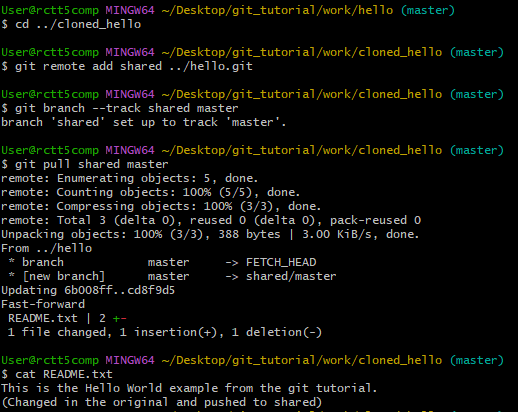 User@rctt5comp MINGW64 ~/Desktop/git_tutorial/work/hello (master)
$ cd ../cloned_hello
User@rctt5comp MINGW64 ~/Desktop/git_tutorial/work/cloned_hello (master)
$ git remote add shared ../hello.git
User@rctt5comp MINGW64 ~/Desktop/git_tutorial/work/cloned_hello (master)
$ git branch --track shared master
branch 'shared' set up to track 'master'.
User@rctt5comp MINGW64 ~/Desktop/git_tutorial/work/cloned_hello (master)
$ git pull shared master
remote: Enumerating objects: 5, done.
remote: Counting objects: 100% (5/5), done.
remote: Compressing objects: 100% (3/3), done.
remote: Total 3 (delta 0), reused 0 (delta 0), pack-reused 0
Unpacking objects: 100% (3/3), 388 bytes | 3.00 KiB/s, done.
From ../hello
 * branch            master     -> FETCH_HEAD
 * [new branch]      master     -> shared/master
Updating 6b008ff..cd8f9d5
Fast-forward
 README.txt | 2 +-
 1 file changed, 1 insertion(+), 1 deletion(-)
User@rctt5comp MINGW64 ~/Desktop/git_tutorial/work/cloned_hello (master)
$ cat README.txt
This is the Hello World example from the git tutorial.
(Changed in the original and pushed to shared)